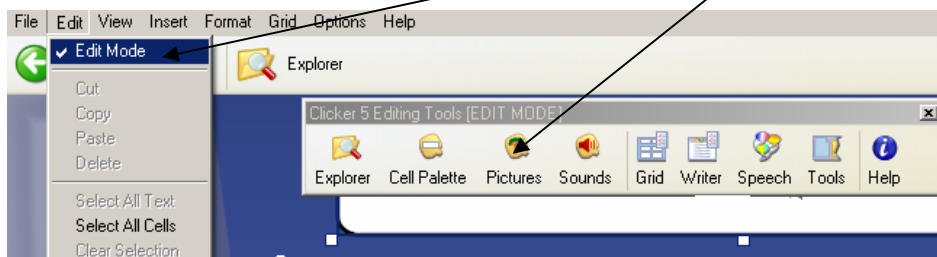 File Edit View Insert Format Grid Options Help
Edit Mode
Explorer
Cut
Copy
Paste
Delete
Select All Text
Select All Cells
Clear Selection
Clicker 5 Editing Tools [EDIT MODE]
Explorer Cell Palette Pictures Sounds Grid Writer Speech Tools Help